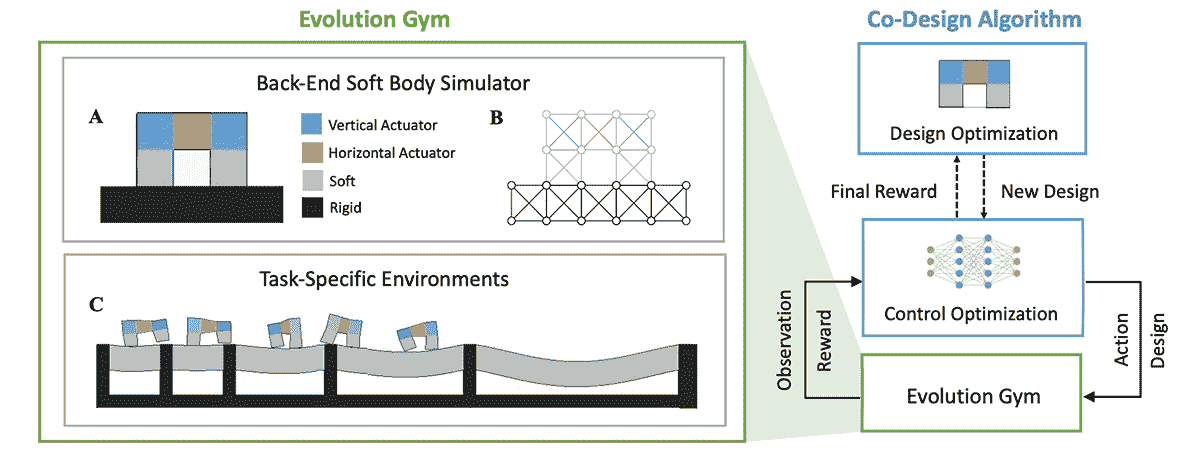 Evolution Gym
Co-Design Algorithm
Back-End Soft Body Simulator
A
Vertical Actuator
Horizontal Actuator
Soft
Rigid
B
Task-Specific Environments
C
Design Optimization
Final Reward
New Design
Control Optimization
Observation
Reward
Action
Design
Evolution Gym